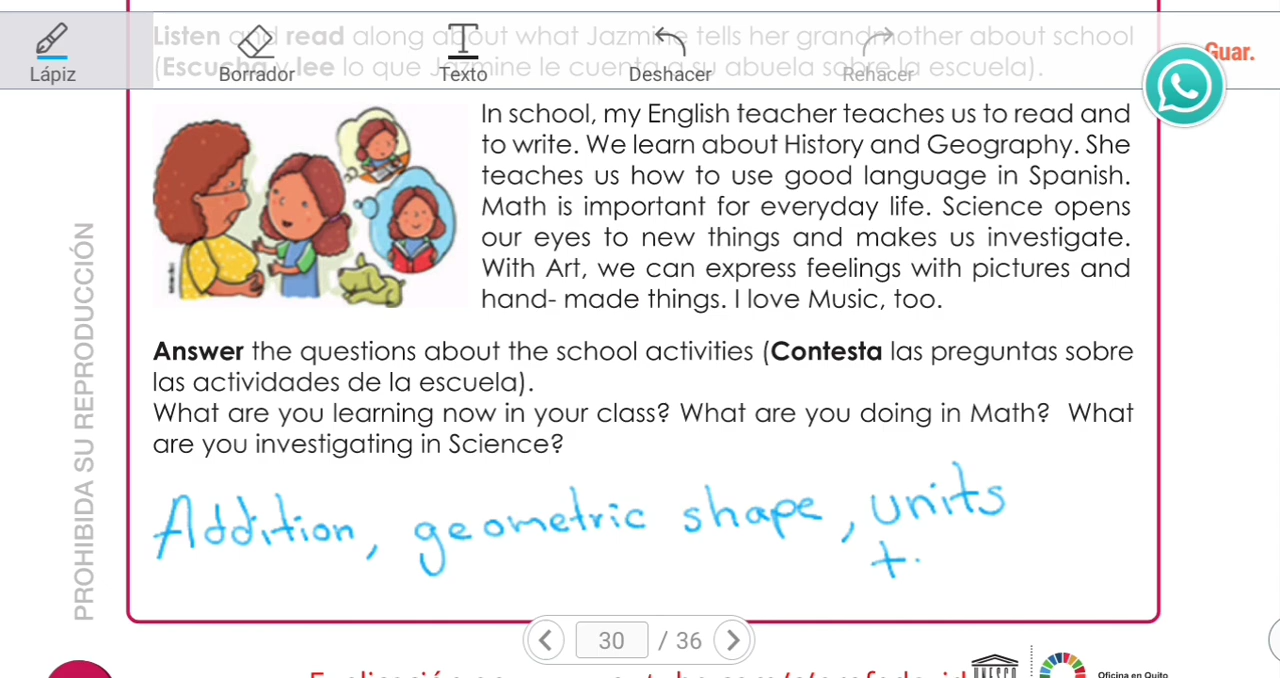 Listen and read along about what Jazmine tells her grandmother about school
(Escucha y lee lo que Jazmine le cuenta a su abuela sobre la escuela).
Lápiz
Borrador
Texto
Deshacer
Rehacer
Guar.
In school, my English teacher teaches us to read and
to write. We learn about History and Geography. She
teaches us how to use good language in Spanish.
Math is important for everyday life. Science opens
our eyes to new things and makes us investigate.
With Art, we can express feelings with pictures and
hand- made things. I love Music, too.
PROHIBIDA SU REPRODUCCIÓN
Answer the questions about the school activities (Contesta las preguntas sobre
las actividades de la escuela).
What are you learning now in your class? What are you doing in Math? What
are you investigating in Science?
Addition, geometric shape, units
+.
30 / 36
UNESCO
Oficina en Quito